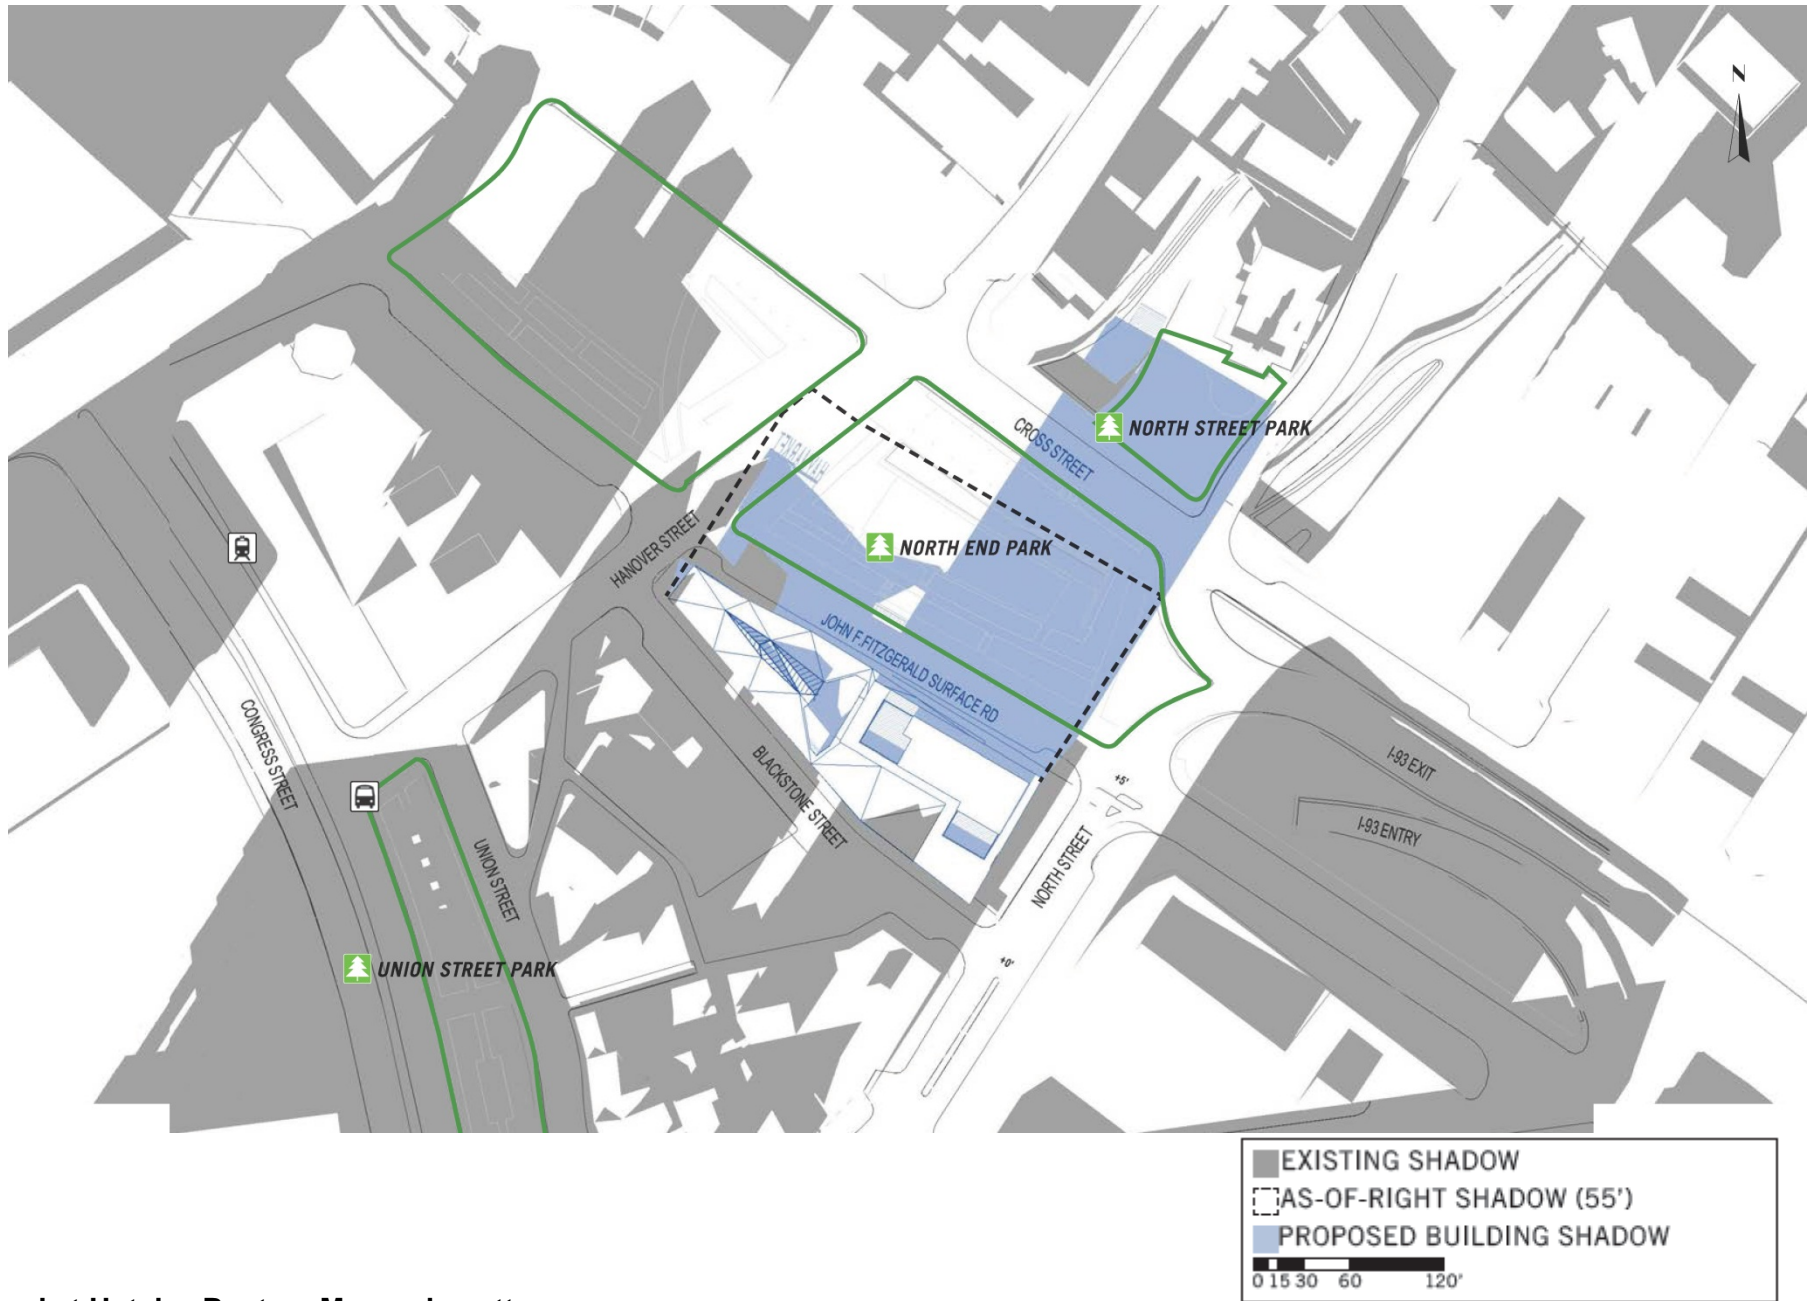 N
CROSS STREET
NORTH STREET PARK
HAYMARKET
HANOVER STREET
NORTH END PARK
JOHN F.FITZGERALD SURFACE RD
CONGRESS STREET
BLACKSTONE STREET
I-93 EXIT
+5'
I-93 ENTRY
UNION STREET
NORTH STREET
UNION STREET PARK
+0'
EXISTING SHADOW
AS-OF-RIGHT SHADOW (55')
PROPOSED BUILDING SHADOW
0 15 30 60 120'